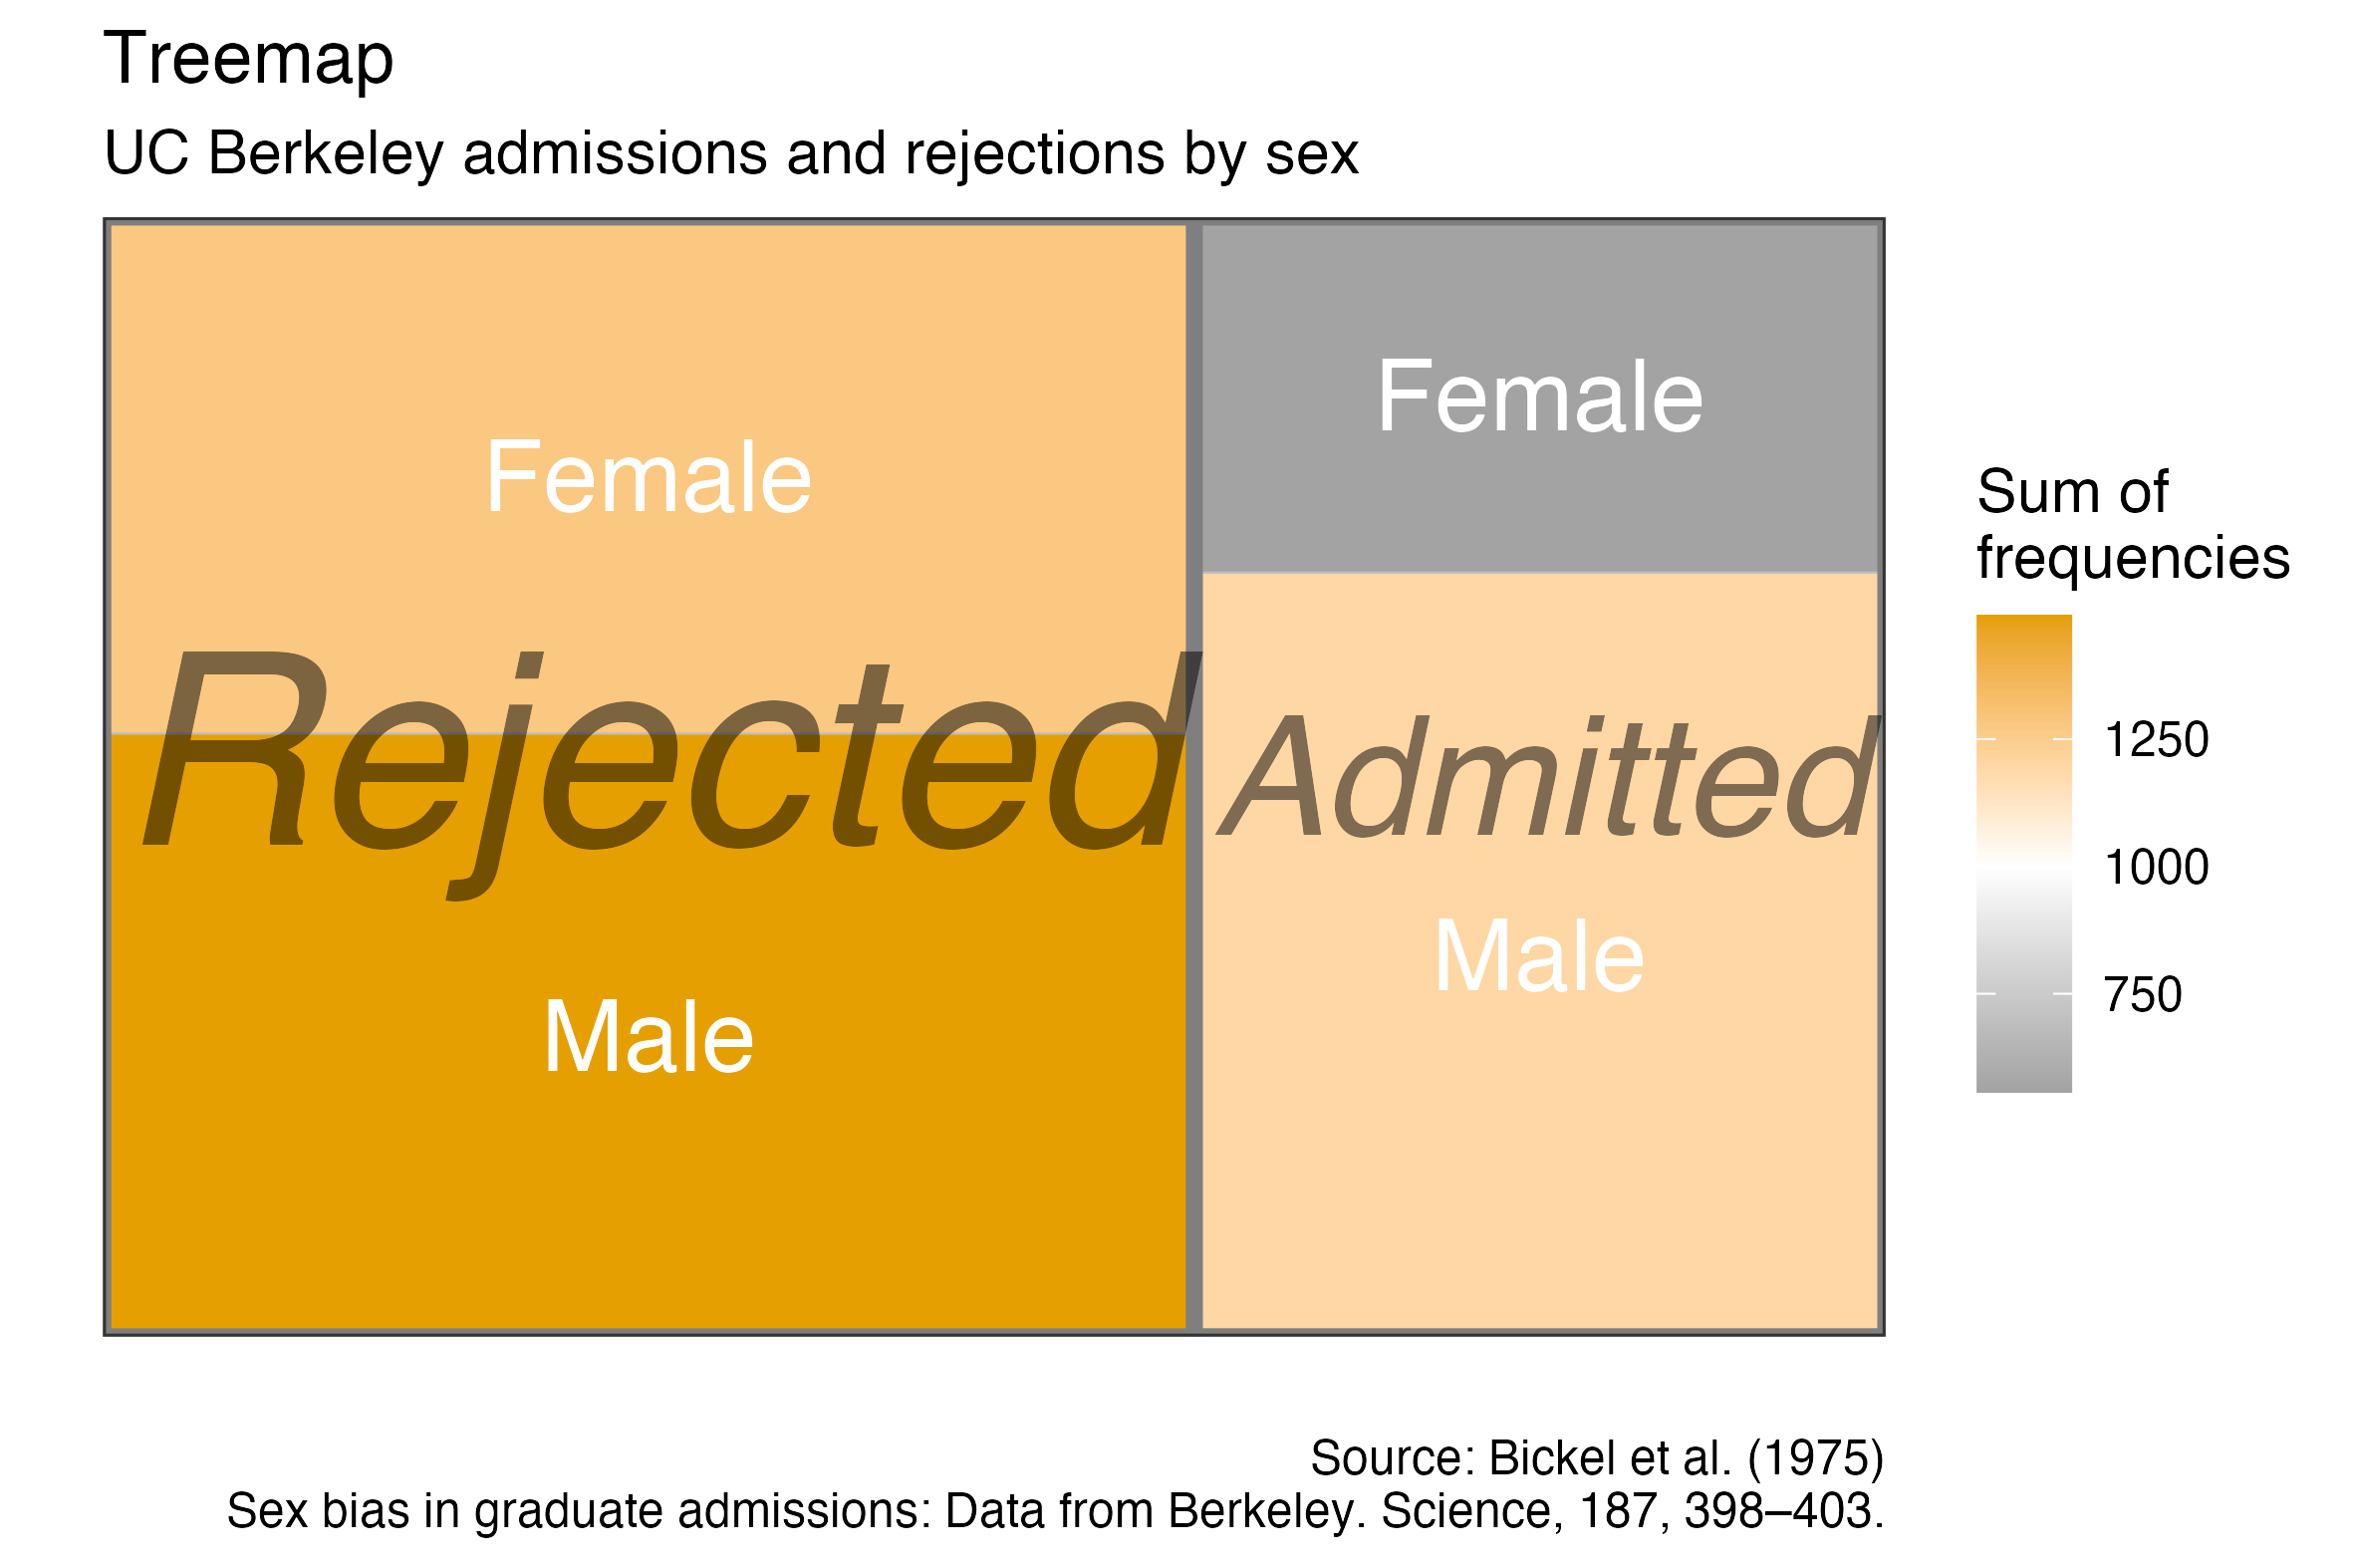 Treemap
UC Berkeley admissions and rejections by sex
Female
Rejected
Male
Female
Admitted
Male
Sum of
frequencies
1250
1000
750
Source: Bickel et al. (1975)
Sex bias in graduate admissions: Data from Berkeley. Science, 187, 398–403.